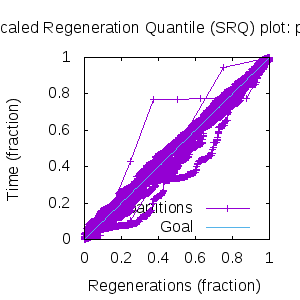 caled Regeneration Quantile (SRQ) plot: p
1
0.8
0.6
0.4
0.2
0
0
0.2
0.4
0.6
0.8
1
Time (fraction)
Regenerations (fraction)
artitions
Goal